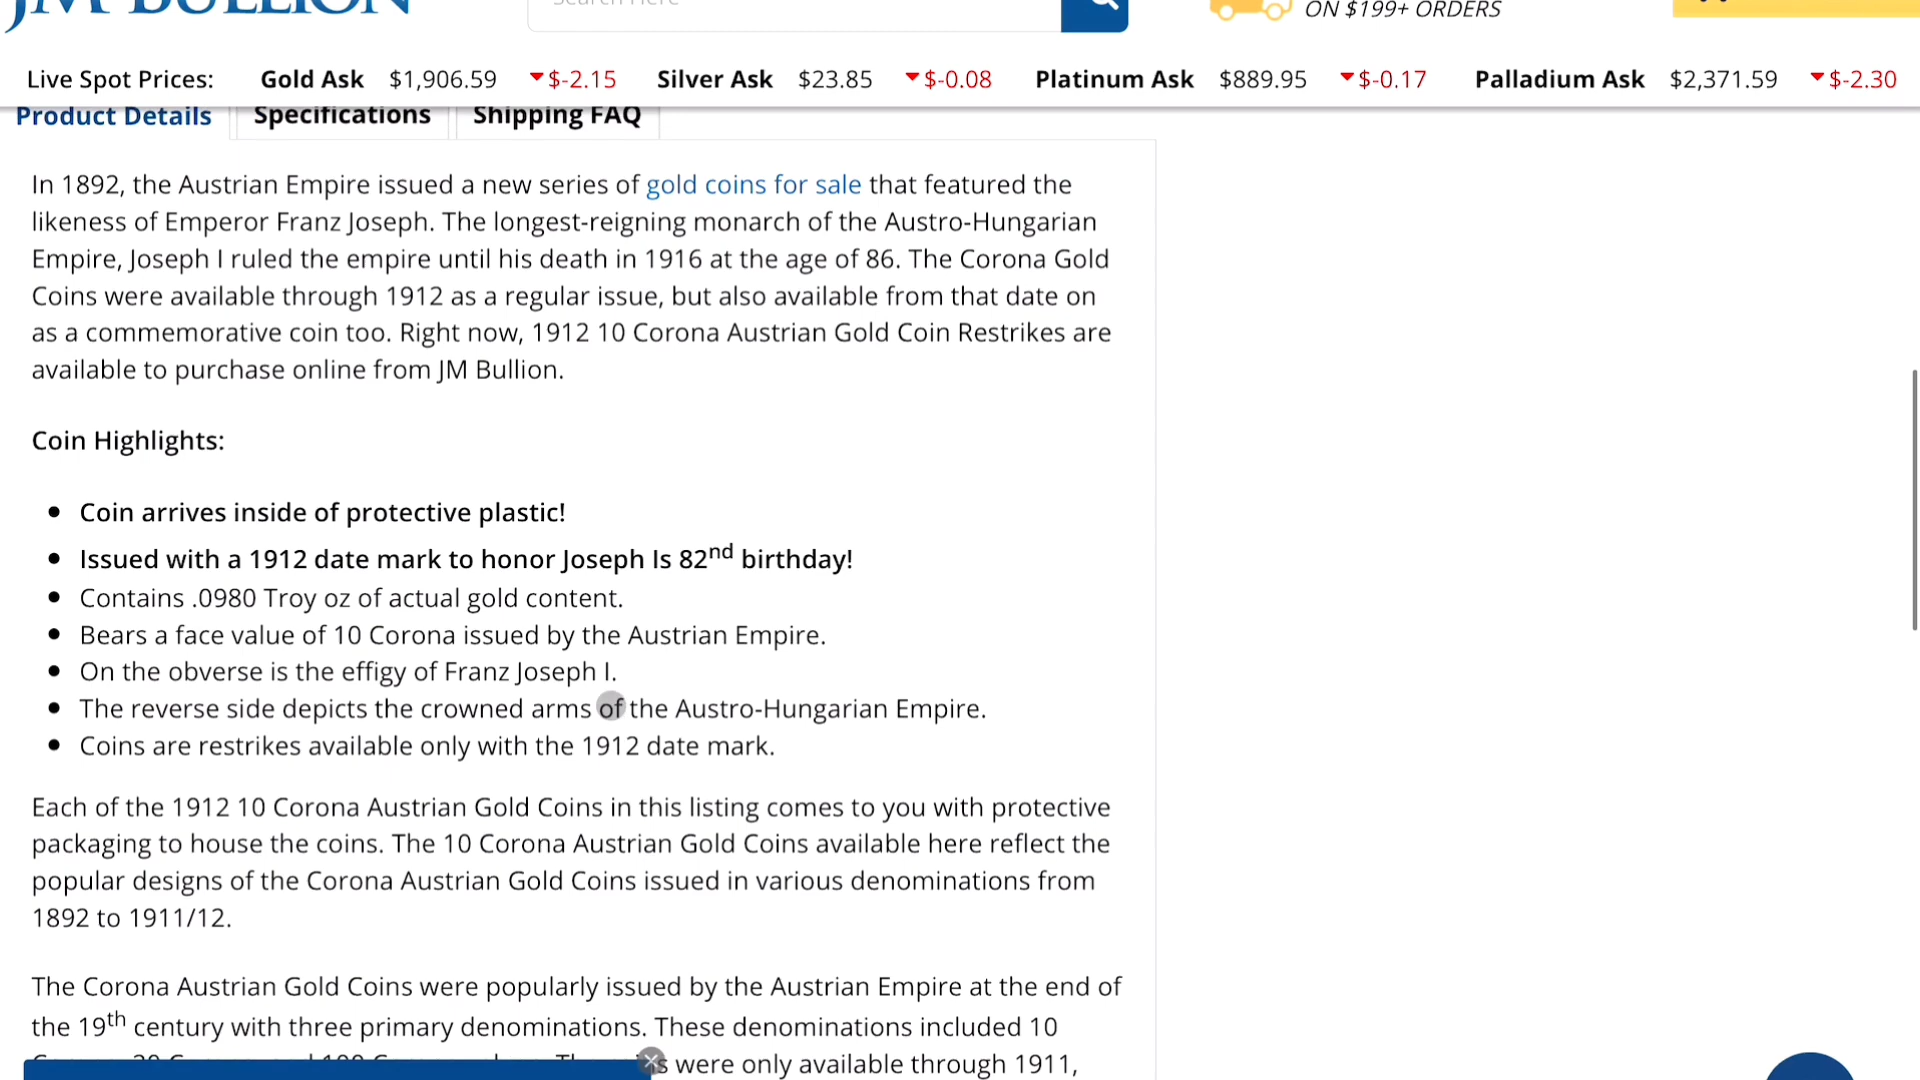 JM BULLION
Search Here
ON $199+ ORDERS
Live Spot Prices: Gold Ask $1,906.59 $-2.15 Silver Ask $23.85 $-0.08 Platinum Ask $889.95 $-0.17 Palladium Ask $2,371.59 $-2.30
Product Details Specifications Shipping FAQ
In 1892, the Austrian Empire issued a new series of gold coins for sale that featured the
likeness of Emperor Franz Joseph. The longest-reigning monarch of the Austro-Hungarian
Empire, Joseph I ruled the empire until his death in 1916 at the age of 86. The Corona Gold
Coins were available through 1912 as a regular issue, but also available from that date on
as a commemorative coin too. Right now, 1912 10 Corona Austrian Gold Coin Restrikes are
available to purchase online from JM Bullion.
Coin Highlights:
• Coin arrives inside of protective plastic!
• Issued with a 1912 date mark to honor Joseph Is 82nd birthday!
• Contains .0980 Troy oz of actual gold content.
• Bears a face value of 10 Corona issued by the Austrian Empire.
• On the obverse is the effigy of Franz Joseph I.
• The reverse side depicts the crowned arms of the Austro-Hungarian Empire.
• Coins are restrikes available only with the 1912 date mark.
Each of the 1912 10 Corona Austrian Gold Coins in this listing comes to you with protective
packaging to house the coins. The 10 Corona Austrian Gold Coins available here reflect the
popular designs of the Corona Austrian Gold Coins issued in various denominations from
1892 to 1911/12.
The Corona Austrian Gold Coins were popularly issued by the Austrian Empire at the end of
the 19th century with three primary denominations. These denominations included 10
were only available through 1911,